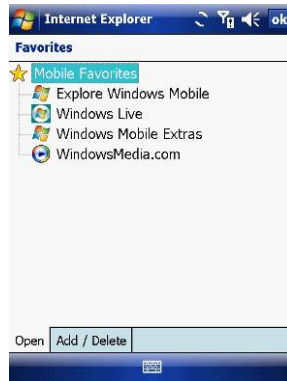 Internet Explorer ok
Favorites
Mobile Favorites
Explore Windows Mobile
Windows Live
Windows Mobile Extras
WindowsMedia.com
Open Add / Delete